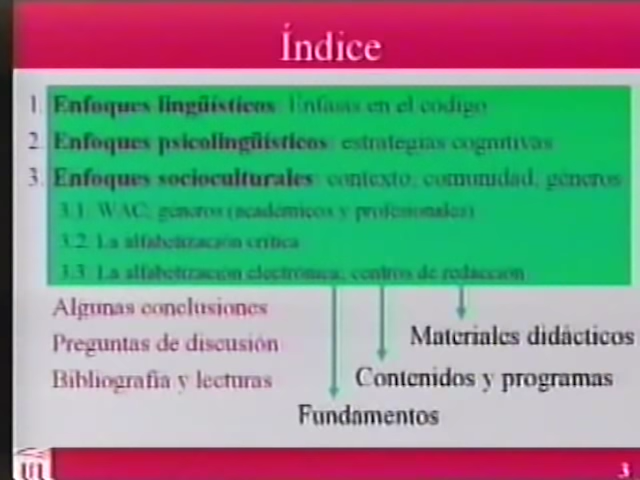 Índice
1. Enfoques lingüísticos: Énfasis en el código
2. Enfoques psicolingüísticos: estrategias cognitivas
3. Enfoques socioculturales: contexto, comunidad, géneros
3.1. WAC, géneros (académicos y profesionales)
3.2. La alfabetización crítica
3.3. La alfabetización electrónica, centros de redacción
Algunas conclusiones
Preguntas de discusión
Bibliografía y lecturas
Materiales didácticos
Contenidos y programas
Fundamentos
3